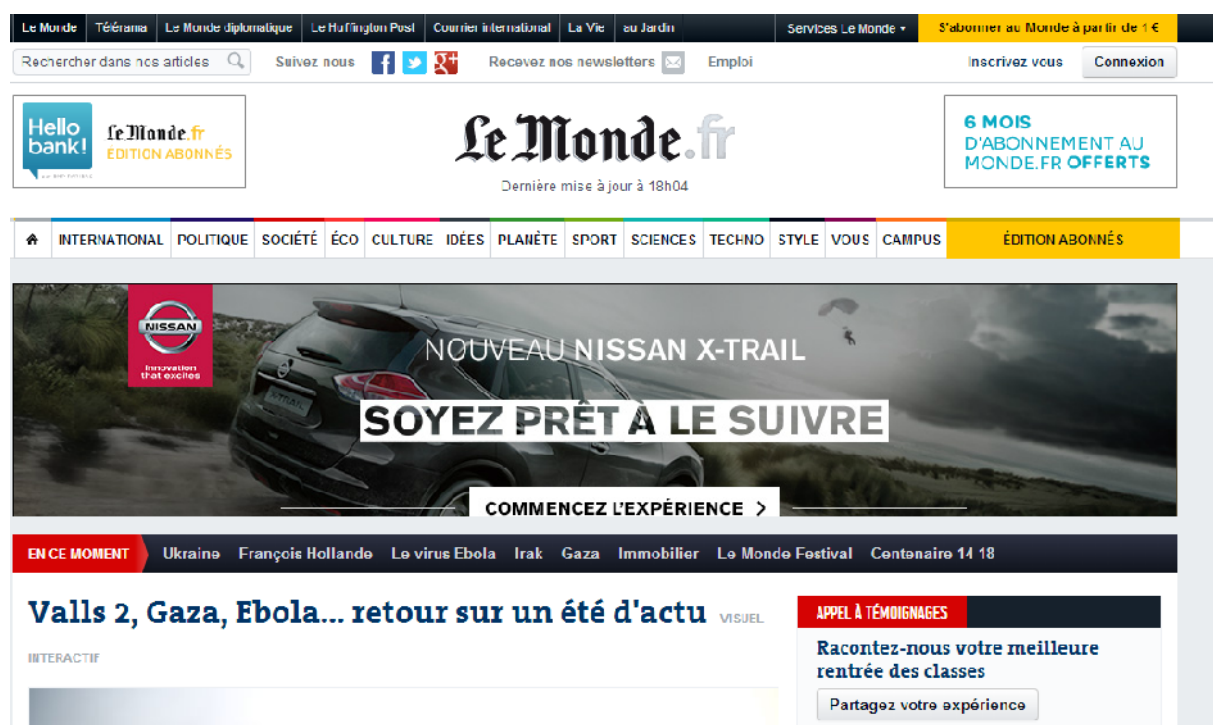 Le Monde Télérama Le Monde diplomatique Le Huffington Post Courrier international La Vie au Jardin Services Le Monde S'abonner au Monde à partir de 1 €
Rechercher dans nos articles Suivez nous Recevez nos newsletters Emploi Inscrivez vous Connexion
Hello bank!
Le Monde.fr
EDITION ABONNÉS
Le Monde.fr
Dernière mise à jour à 18h04
6 MOIS
D'ABONNEMENT AU
MONDE.FR OFFERTS
INTERNATIONAL POLITIQUE SOCIÉTÉ ÉCO CULTURE IDÉES PLANÈTE SPORT SCIENCES TECHNO STYLE VOUS CAMPUS ÉDITION ABONNÉS
NISSAN
Innovation
that excites
NOUVEAU NISSAN X-TRAIL
X-TRAIL
SOYEZ PRÊT À LE SUIVRE
COMMENCEZ L'EXPÉRIENCE >
EN CE MOMENT Ukraine François Hollande Le virus Ebola Irak Gaza Immobilier Le Monde Festival Centenaire 14 18
Valls 2, Gaza, Ebola... retour sur un été d'actu VISUEL
INTERACTIF
APPEL À TÉMOIGNAGES
Racontez-nous votre meilleure
rentrée des classes
Partagez votre expérience